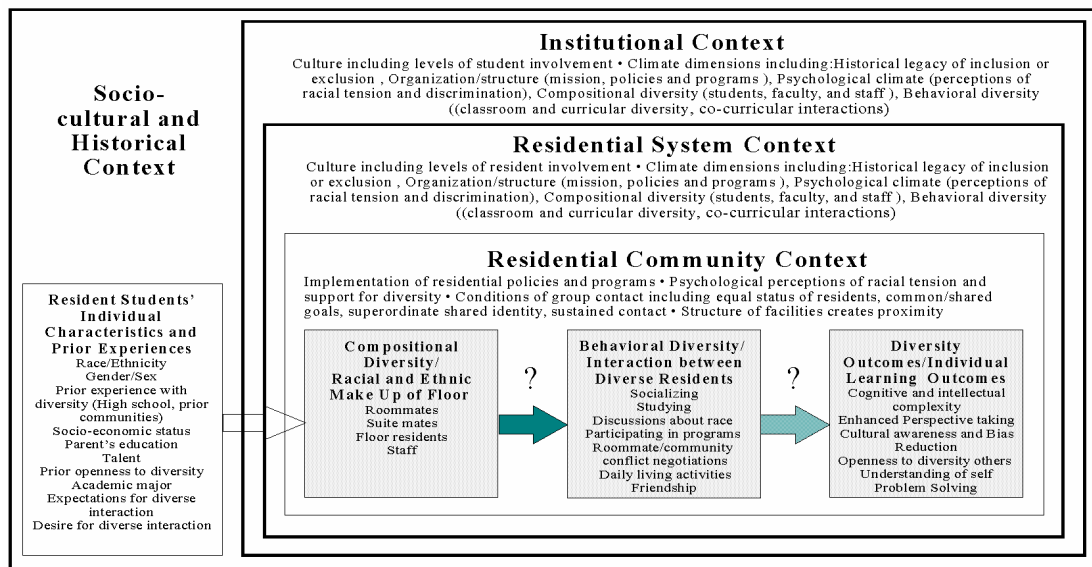 Institutional Context
Culture including levels of student involvement • Climate dimensions including:Historical legacy of inclusion or
exclusion , Organization/structure (mission, policies and programs ), Psychological climate (perceptions of
racial tension and discrimination), Compositional diversity (students, faculty, and staff ), Behavioral diversity
((classroom and curricular diversity, co-curricular interactions)
Socio-
cultural and
Historical
Context
Residential System Context
Culture including levels of resident involvement • Climate dimensions including:Historical legacy of inclusion
or exclusion , Organization/structure (mission, policies and programs ), Psychological climate (perceptions of
racial tension and discrimination), Compositional diversity (students, faculty, and staff ), Behavioral diversity
((classroom and curricular diversity, co-curricular interactions)
Residential Community Context
Implementation of residential policies and programs • Psychological perceptions of racial tension and
support for diversity • Conditions of group contact including equal status of residents, common/shared
goals, superordinate shared identity, sustained contact • Structure of facilities creates proximity
Resident Students’
Individual
Characteristics and
Prior Experiences
Race/Ethnicity
Gender/Sex
Prior experience with
diversity (High school, prior
communities)
Socio-economic status
Parent’s education
Talent
Prior openness to diversity
Academic major
Expectations for diverse
interaction
Desire for diverse interaction
Compositional
Diversity/
Racial and Ethnic
Make Up of Floor
Roommates
Suite mates
Floor residents
Staff
?
Behavioral Diversity/
Interaction between
Diverse Residents
Socializing
Studying
Discussions about race
Participating in programs
Roommate/community
conflict negotiations
Daily living activities
Friendship
?
Diversity
Outcomes/Individual
Learning Outcomes
Cognitive and intellectual
complexity
Enhanced Perspective taking
Cultural awareness and Bias
Reduction
Openness to diversity others
Understanding of self
Problem Solving